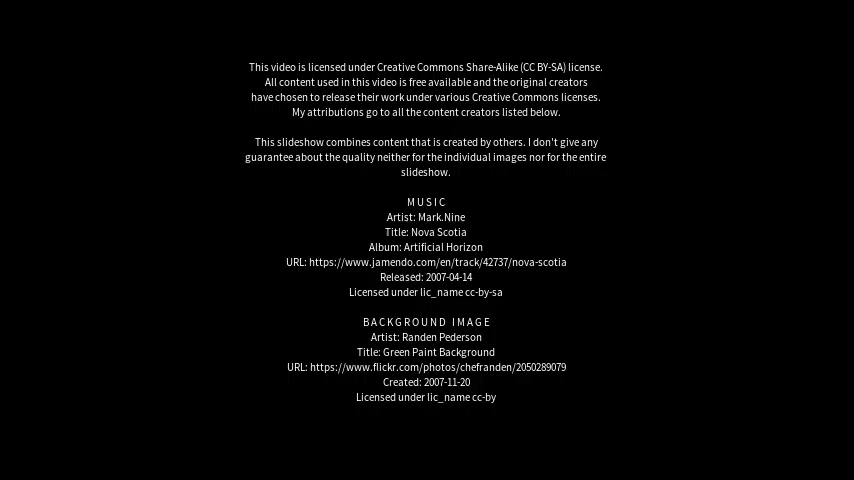 This video is licensed under Creative Commons Share-Alike (CC BY-SA) license.
All content used in this video is free available and the original creators
have chosen to release their work under various Creative Commons licenses.
My attributions go to all the content creators listed below.
This slideshow combines content that is created by others. I don't give any
guarantee about the quality neither for the individual images nor for the entire
slideshow.
MUSIC
Artist: Mark.Nine
Title: Nova Scotia
Album: Artificial Horizon
URL: https://www.jamendo.com/en/track/42737/nova-scotia
Released: 2007-04-14
Licensed under lic_name cc-by-sa
BACKGROUND IMAGE
Artist: Randen Pederson
Title: Green Paint Background
URL: https://www.flickr.com/photos/chefranden/2050289079
Created: 2007-11-20
Licensed under lic_name cc-by